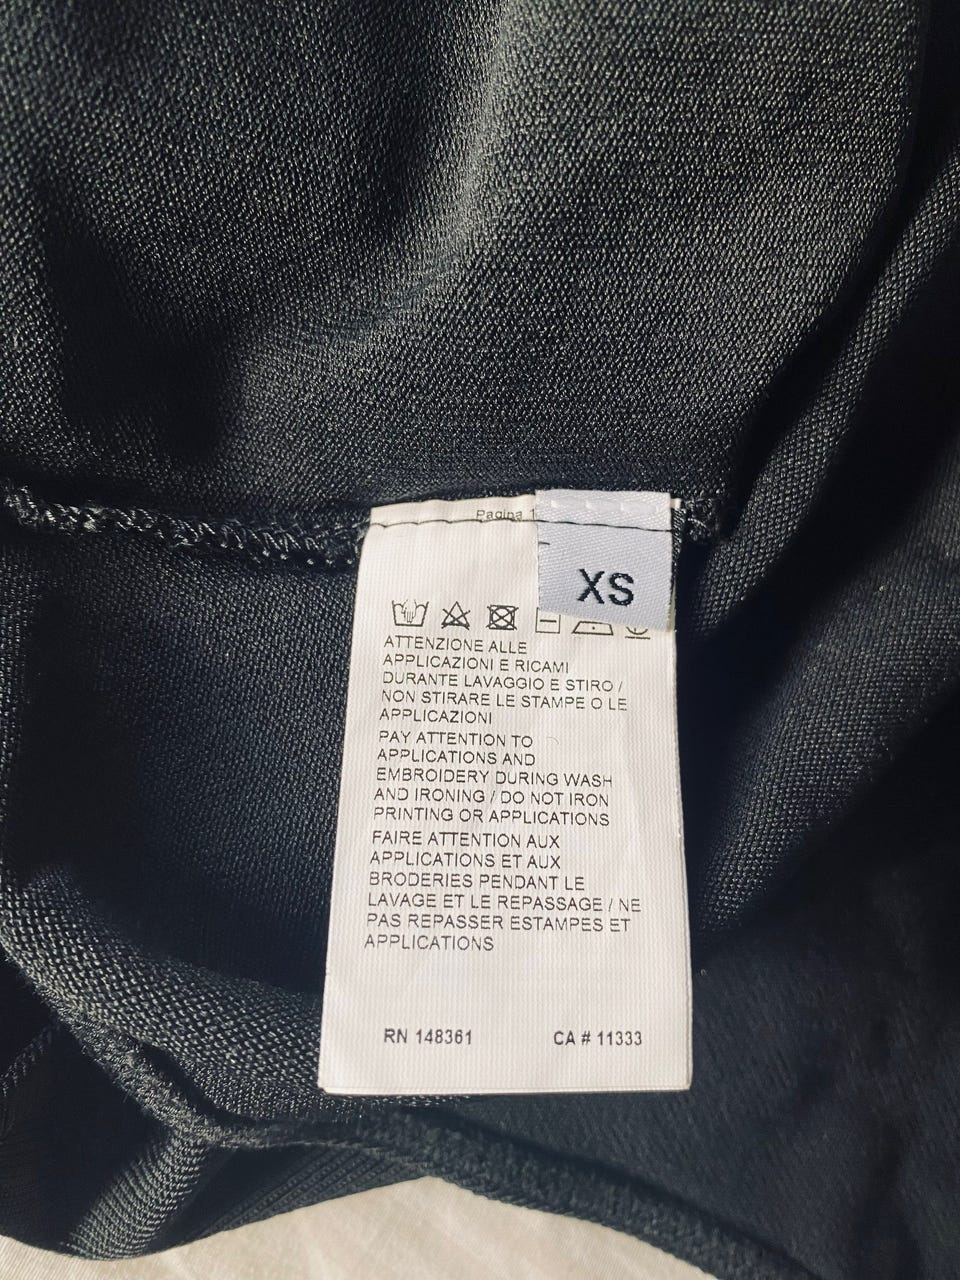 Pagina 1
XS
ATTENZIONE ALLE
APPLICAZIONI E RICAMI
DURANTE LAVAGGIO E STIRO /
NON STIRARE LE STAMPE O LE
APPLICAZIONI
PAY ATTENTION TO
APPLICATIONS AND
EMBROIDERY DURING WASH
AND IRONING / DO NOT IRON
PRINTING OR APPLICATIONS
FAIRE ATTENTION AUX
APPLICATIONS ET AUX
BRODERIES PENDANT LE
LAVAGE ET LE REPASSAGE / NE
PAS REPASSER ESTAMPES ET
APPLICATIONS
RN 148361 CA # 11333